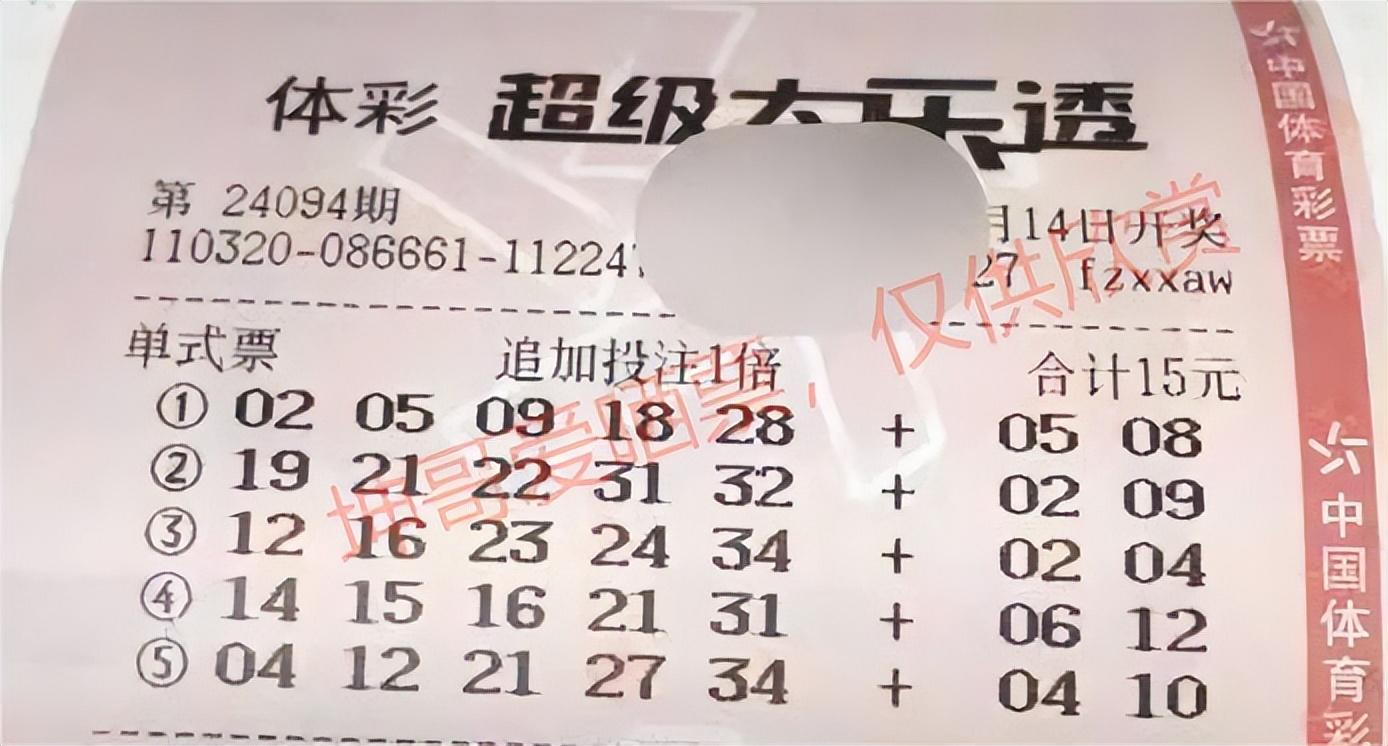 体彩 超级大乐透
第 24094期 月14日开奖
110320-086661-11224 27 fzxxaw
单式票 追加投注1倍 合计15元
① 02 05 09 18 28 + 05 08
② 19 21 22 31 32 + 02 09
③ 12 16 23 24 34 + 02 04
④ 14 15 16 21 31 + 06 12
⑤ 04 12 21 27 34 + 04 10
坤哥爱晒票，仅供欣赏
中国体育彩票
中国体育彩